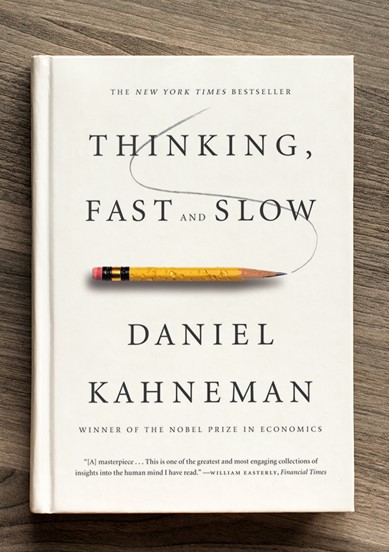 THE NEW YORK TIMES BESTSELLER
THINKING,
FAST AND SLOW
DANIEL
KAHNEMAN
WINNER OF THE NOBEL PRIZE IN ECONOMICS
“[A] masperpiece . . . This is one of the greatest and most engaging collections of
insights into the human mind I have read.” —WILLIAM EASTERLY, Financial Times